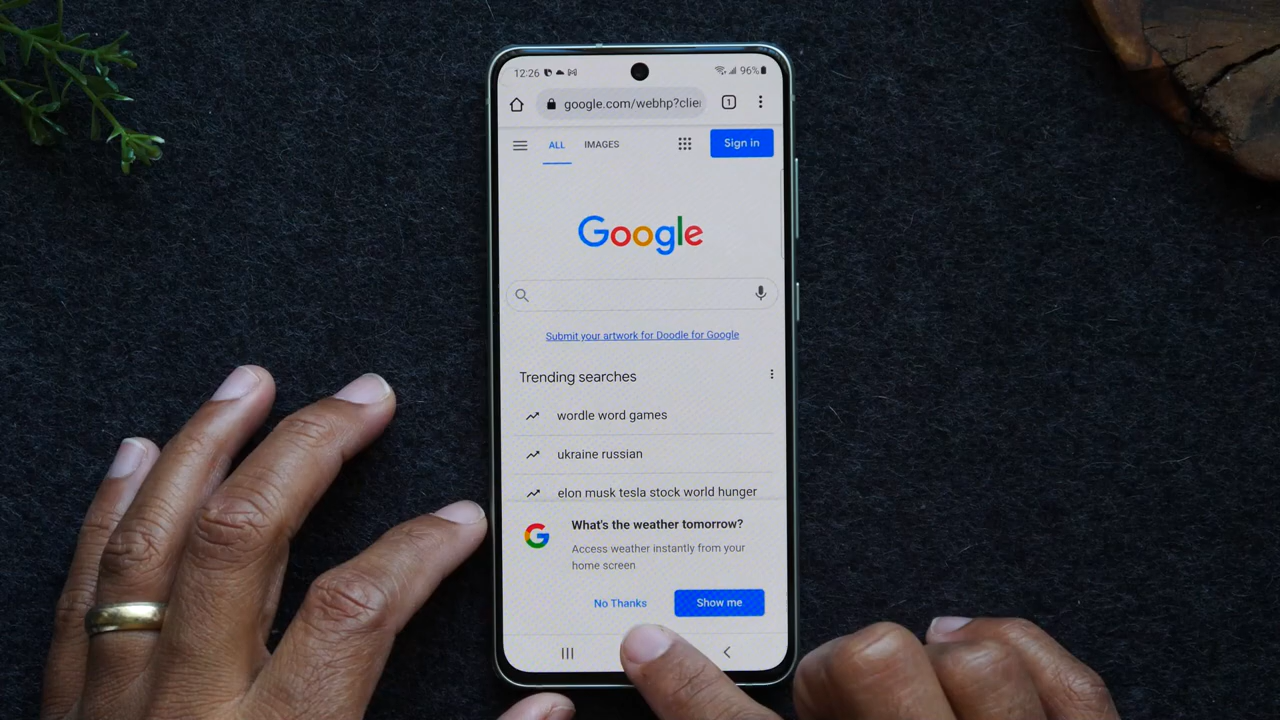 12:26 96%
google.com/webhp?clie 1
ALL IMAGES Sign in
Google
Submit your artwork for Doodle for Google
Trending searches
wordle word games
ukraine russian
elon musk tesla stock world hunger
What's the weather tomorrow?
Access weather instantly from your
home screen
No Thanks Show me